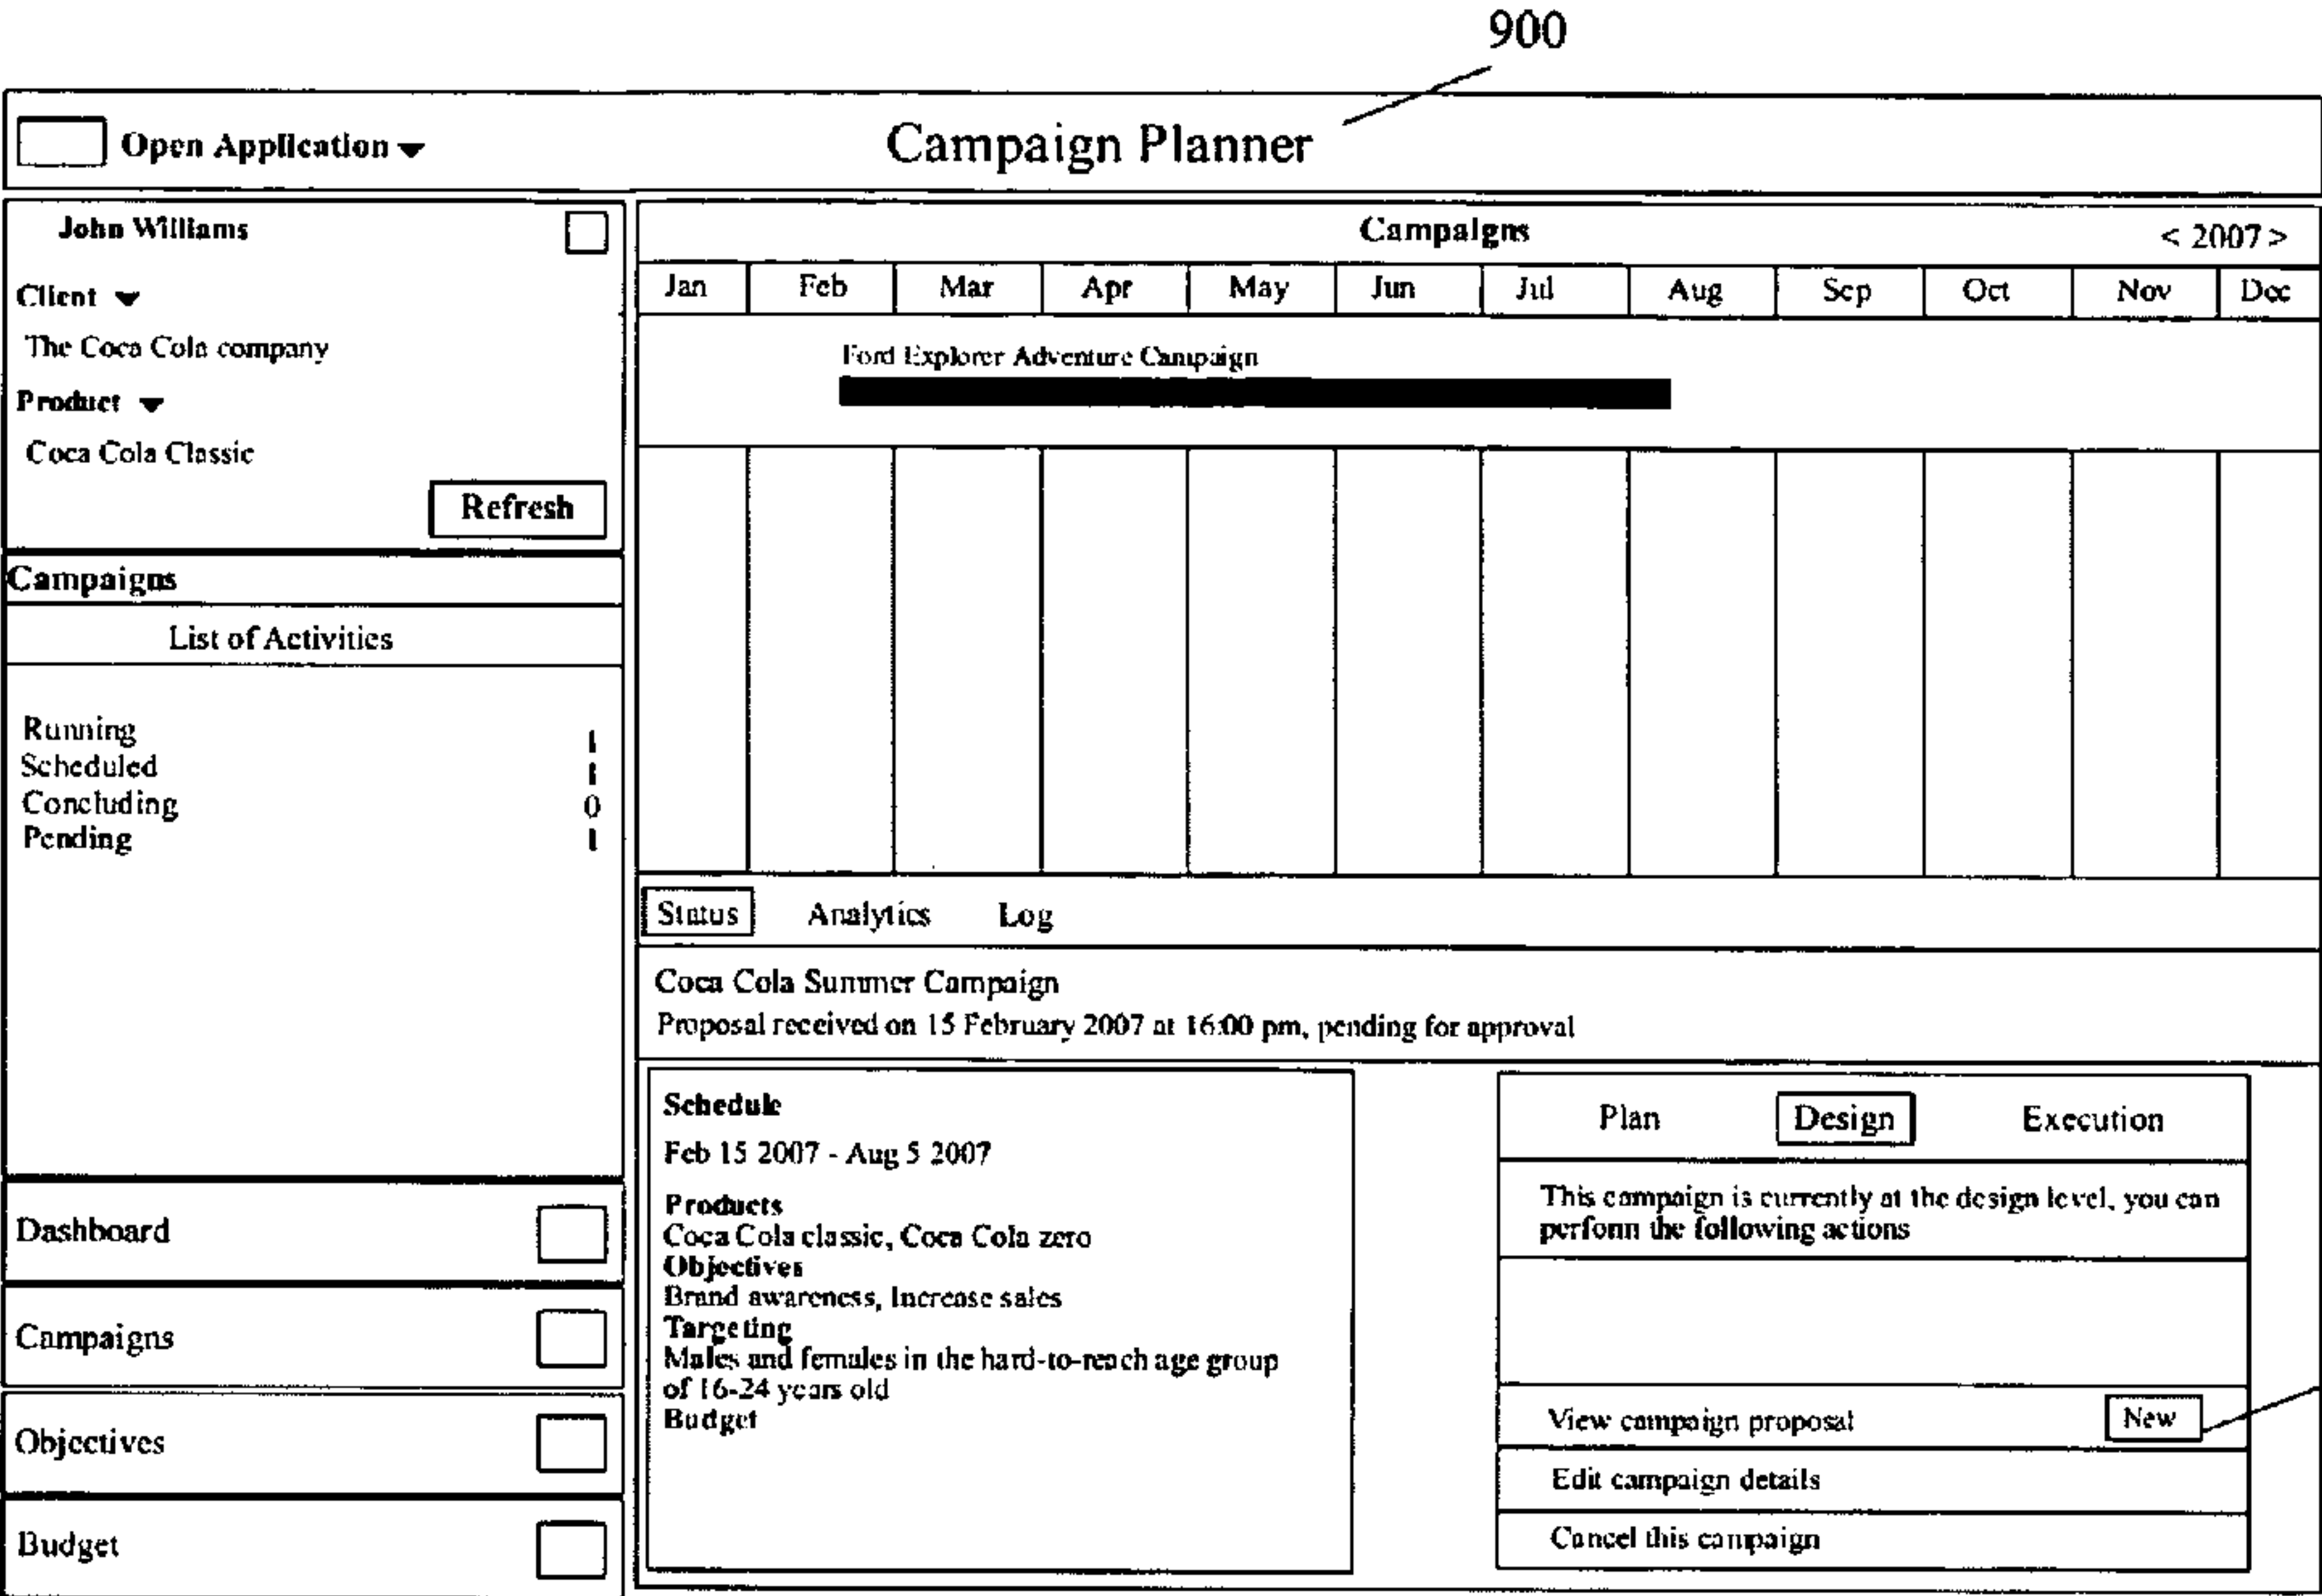 900
Open Application
Campaign Planner
John Williams
Client
The Coca Cola company
Product
Coca Cola Classic
Refresh
Campaigns
List of Activities
Running 1
Scheduled 1
Concluding 0
Pending 1
Dashboard
Campaigns
Objectives
Budget
Campaigns
< 2007 >
Jan Feb Mar Apr May Jun Jul Aug Sep Oct Nov Dec
Ford Explorer Adventure Campaign
Status Analytics Log
Coca Cola Summer Campaign
Proposal received on 15 February 2007 at 16:00 pm, pending for approval
Schedule
Feb 15 2007 - Aug 5 2007
Products
Coca Cola classic, Coca Cola zero
Objectives
Brand awareness, Increase sales
Targeting
Males and females in the hard-to-reach age group
of 16-24 years old
Budget
Plan Design Execution
This campaign is currently at the design level, you can
perform the following actions
View campaign proposal New
Edit campaign details
Cancel this campaign